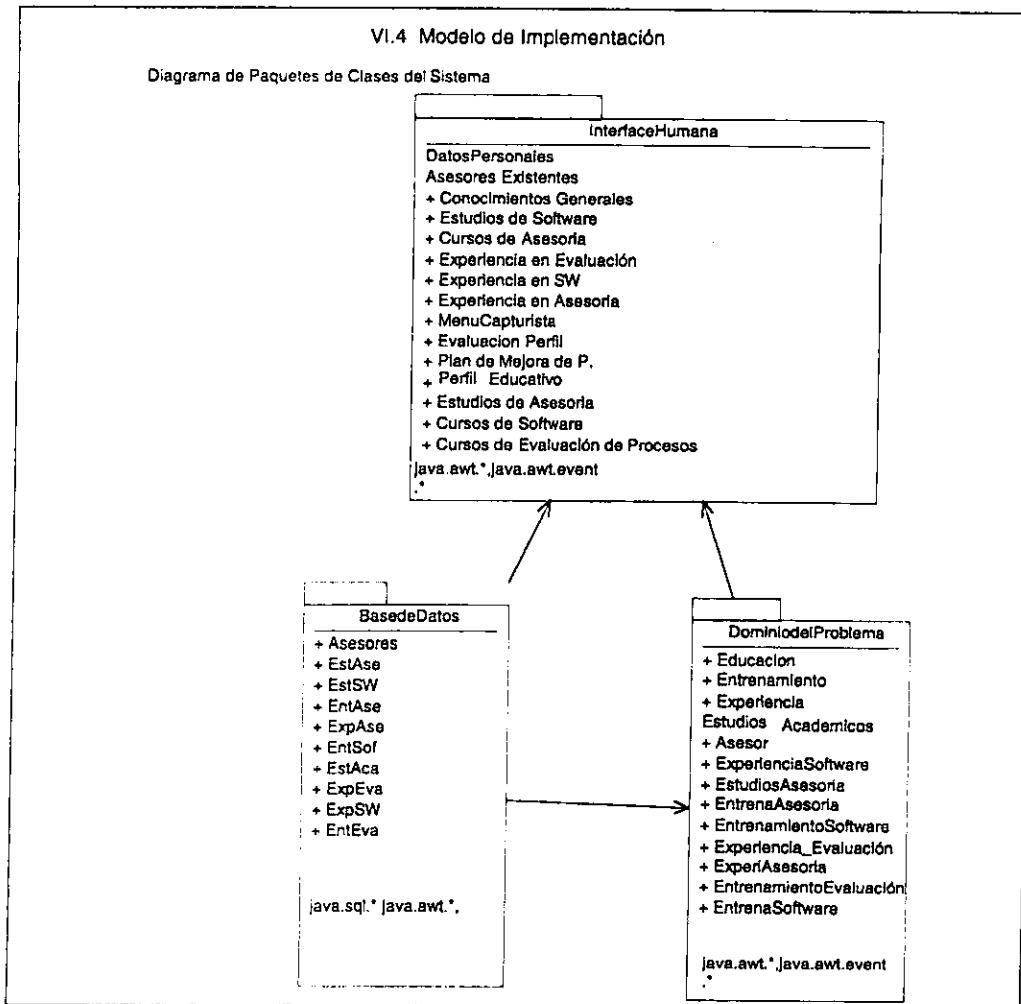 VI.4 Modelo de Implementación
Diagrama de Paquetes de Clases del Sistema
InterfaceHumana
DatosPersonales
Asesores Existentes
+ Conocimientos Generales
+ Estudios de Software
+ Cursos de Asesoria
+ Experiencia en Evaluación
+ Experiencia en SW
+ Experiencia en Asesoria
+ MenuCapturista
+ Evaluacion Perfil
+ Plan de Mejora de P.
+ Perfil Educativo
+ Estudios de Asesoria
+ Cursos de Software
+ Cursos de Evaluación de Procesos
java.awt.*,java.awt.event
.*
BasedeDatos
+ Asesores
+ EstAse
+ EstSW
+ EntAse
+ ExpAse
+ EntSof
+ EstAca
+ ExpEva
+ ExpSW
+ EntEva
java.sql.* java.awt.*,
DominiodelProblema
+ Educacion
+ Entrenamiento
+ Experiencia
Estudios Academicos
+ Asesor
+ ExperienciaSoftware
+ EstudiosAsesoria
+ EntrenaAsesoria
+ EntrenamientoSoftware
+ Experiencia_Evaluación
+ ExperiAsesoria
+ EntrenamientoEvaluación
+ EntrenaSoftware
java.awt.*,java.awt.event
.*